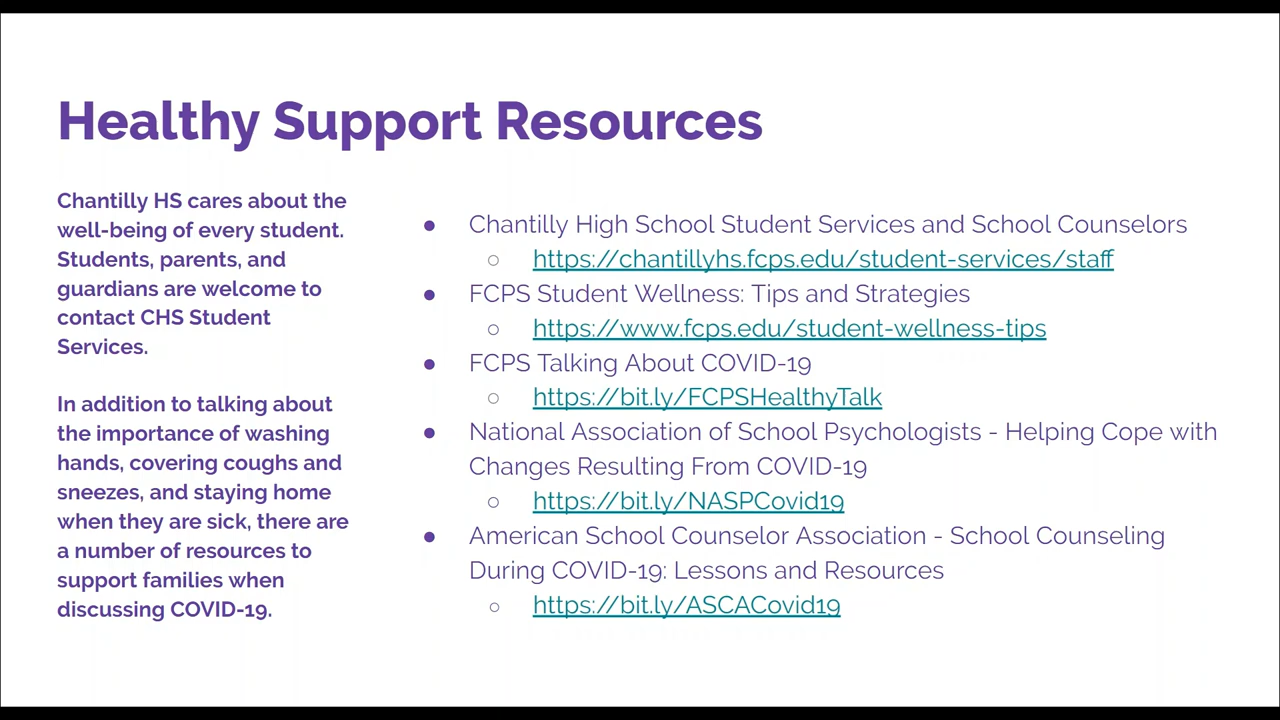 Healthy Support Resources
Chantilly HS cares about the
well-being of every student.
Students, parents, and
guardians are welcome to
contact CHS Student
Services.
In addition to talking about
the importance of washing
hands, covering coughs and
sneezes, and staying home
when they are sick, there are
a number of resources to
support families when
discussing COVID-19.
● Chantilly High School Student Services and School Counselors
○ https://chantillyhs.fcps.edu/student-services/staff
● FCPS Student Wellness: Tips and Strategies
○ https://www.fcps.edu/student-wellness-tips
● FCPS Talking About COVID-19
○ https://bit.ly/FCPSHealthyTalk
● National Association of School Psychologists - Helping Cope with
Changes Resulting From COVID-19
○ https://bit.ly/NASPCovid19
● American School Counselor Association - School Counseling
During COVID-19: Lessons and Resources
○ https://bit.ly/ASCACovid19